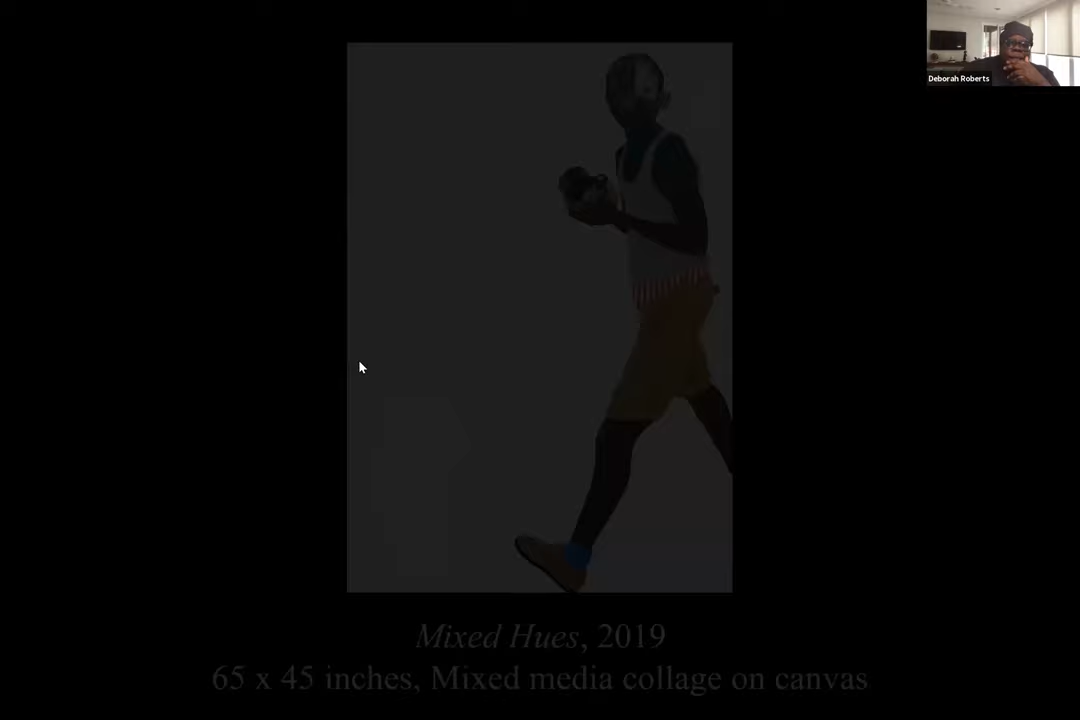 Deborah Roberts
Mixed Hues, 2019
65 x 45 inches, Mixed media collage on canvas